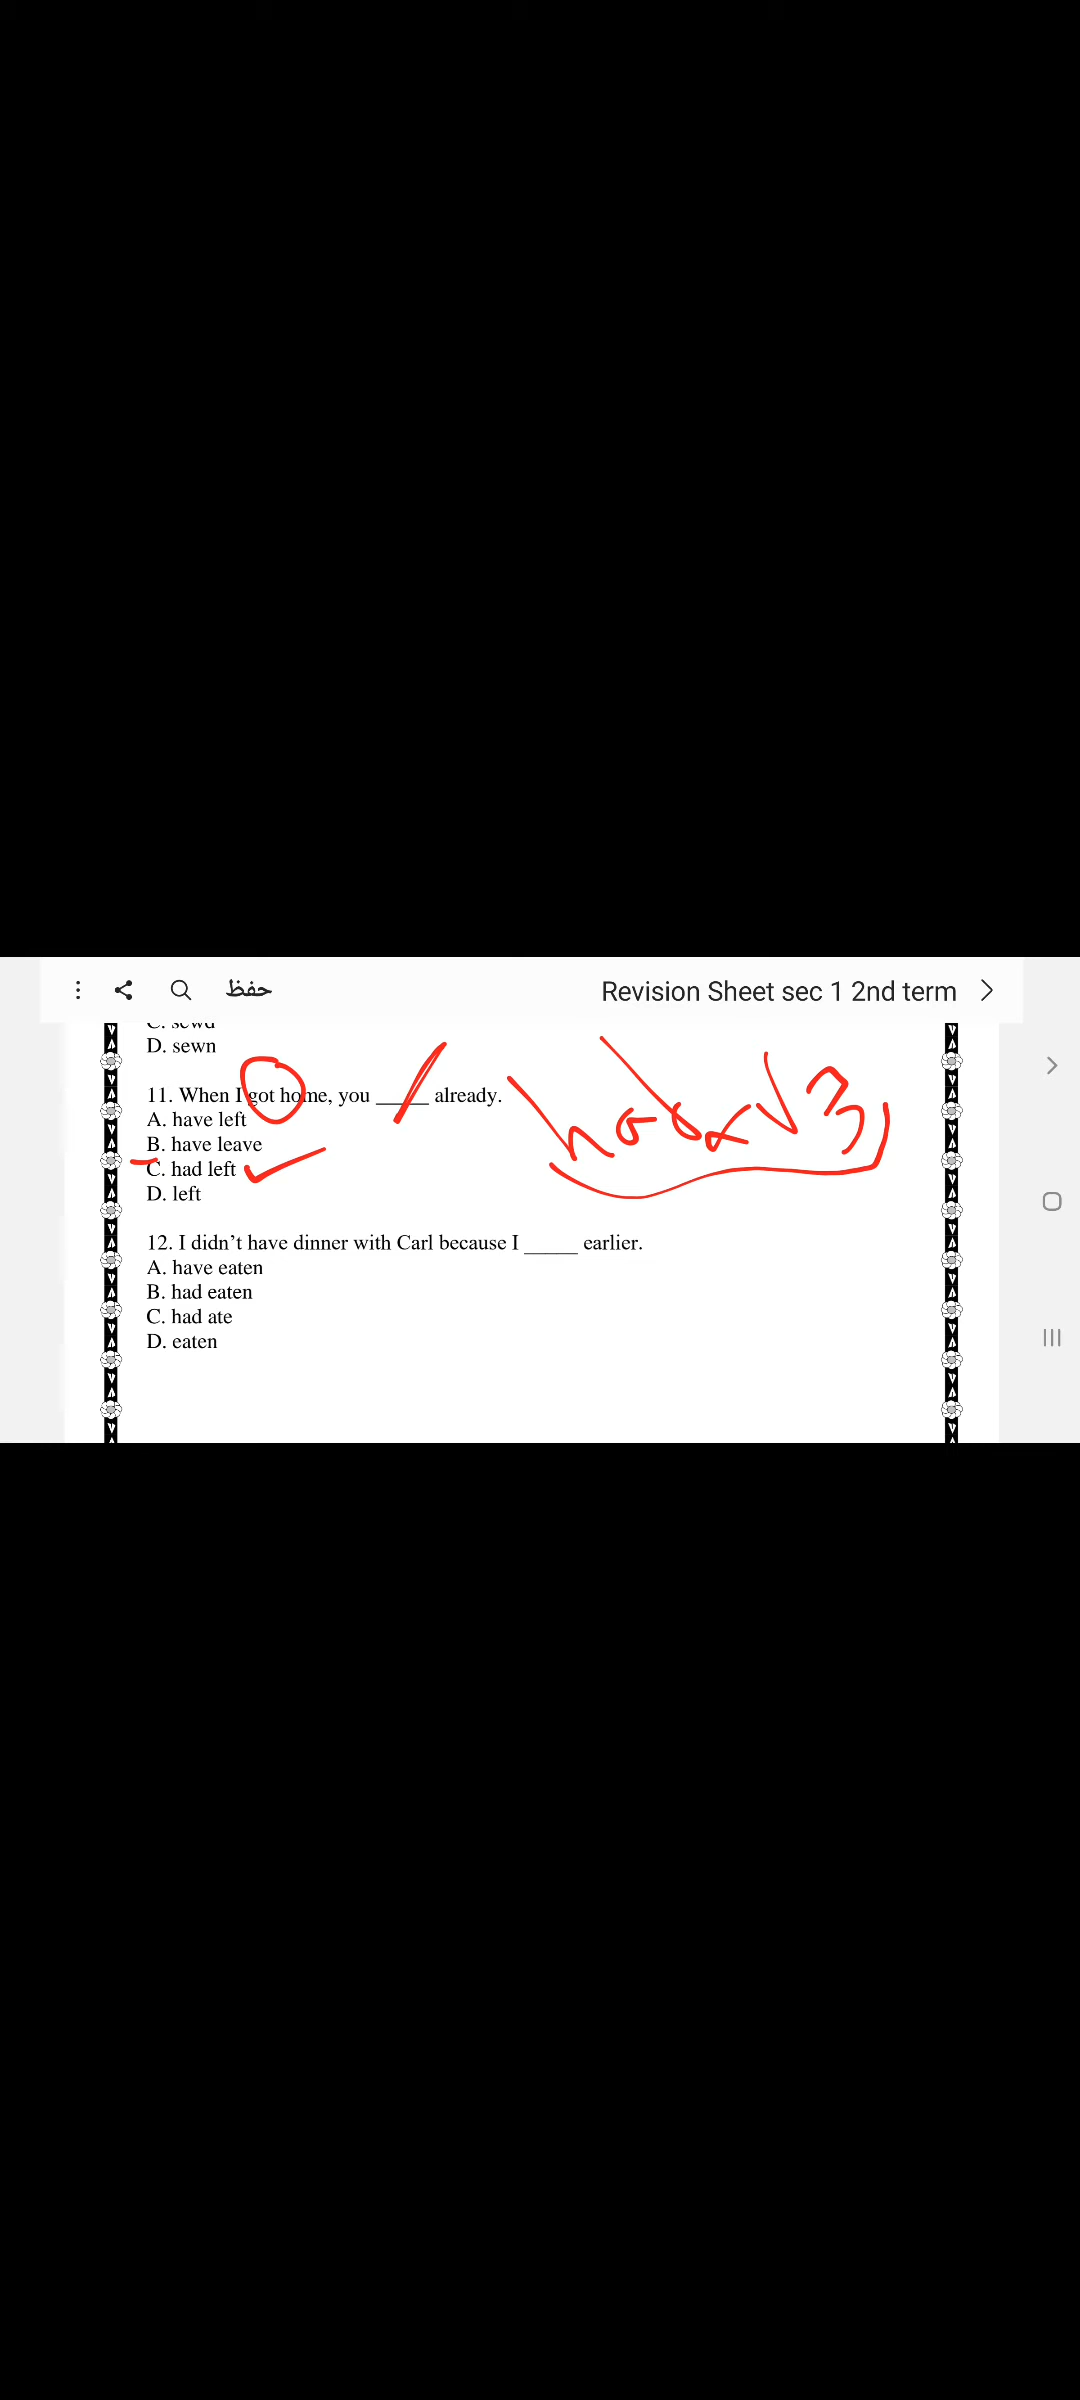 حفظ
Revision Sheet sec 1 2nd term
D. sewn
11. When I got home, you _____ already.
A. have left
B. have leave
C. had left
D. left
had + V3
12. I didn’t have dinner with Carl because I _____ earlier.
A. have eaten
B. had eaten
C. had ate
D. eaten